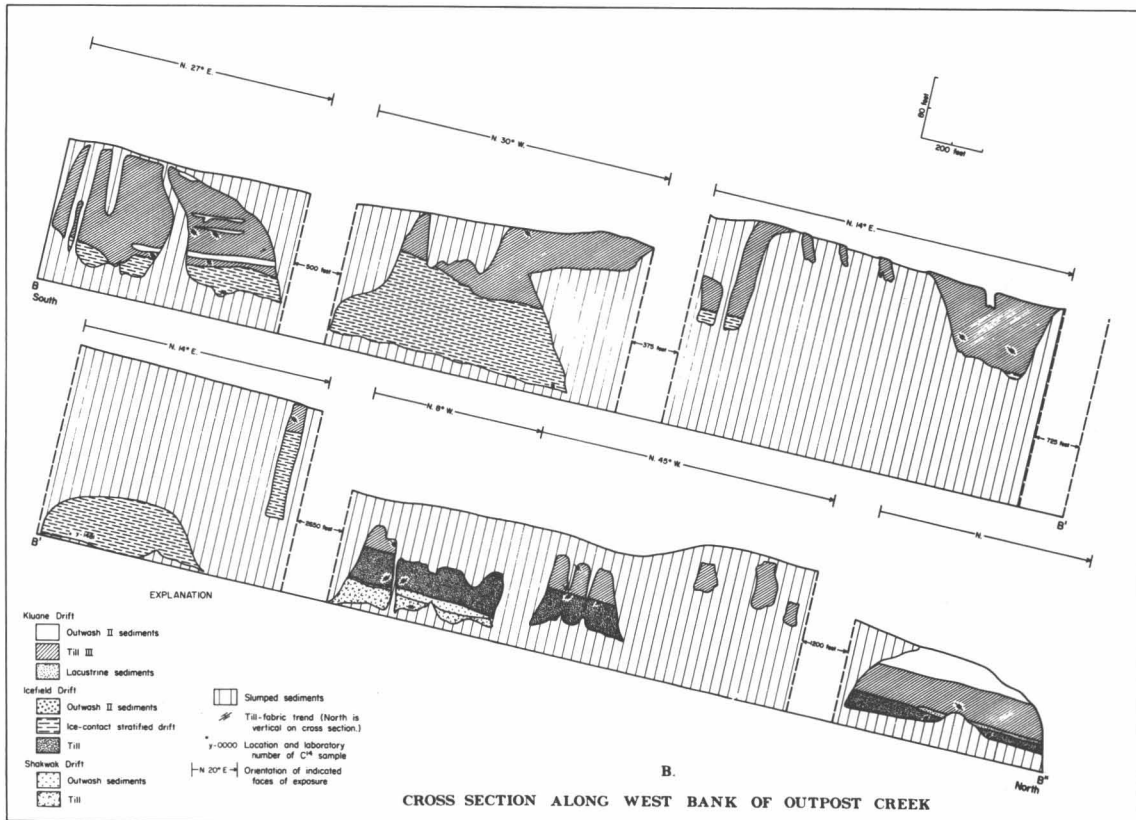 N. 27° E.
N. 30° W.
80 feet
200 feet
N. 14° E.
500 feet
375 feet
725 feet
B
South
B'
N. 14° E.
N. 8° W.
N. 45° W.
N.
2650 feet
1200 feet
B'
B"
North
EXPLANATION
Kluane Drift
Outwash II sediments
Till III
Lacustrine sediments
Icefield Drift
Outwash II sediments
Ice-contact stratified drift
Till
Shakwak Drift
Outwash sediments
Till
Slumped sediments
Till-fabric trend (North is
vertical on cross section.)
y-0000 Location and laboratory
number of C¹⁴ sample
N 20° E Orientation of indicated
faces of exposure
B.
CROSS SECTION ALONG WEST BANK OF OUTPOST CREEK